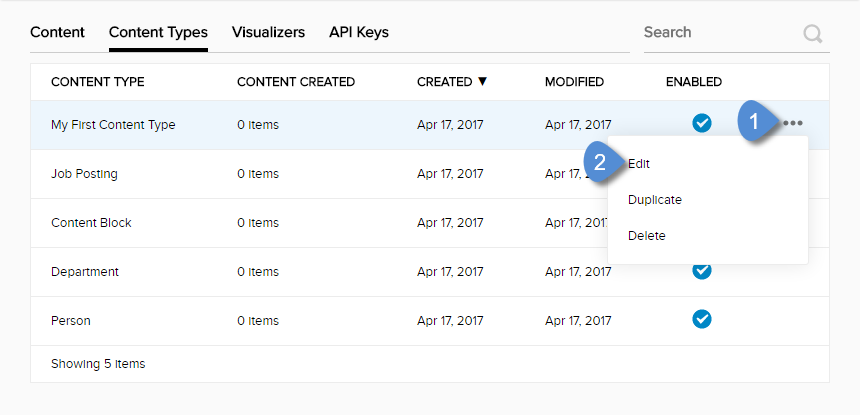 Content Content Types Visualizers API Keys Search
CONTENT TYPE CONTENT CREATED CREATED ▼ MODIFIED ENABLED
My First Content Type 0 items Apr 17, 2017 Apr 17, 2017 1
Job Posting 0 items Apr 17, 2017 Apr 17, 2 Edit
Duplicate
Content Block 0 items Apr 17, 2017 Apr 17, 201
Delete
Department 0 items Apr 17, 2017 Apr 17, 2017
Person 0 items Apr 17, 2017 Apr 17, 2017
Showing 5 items